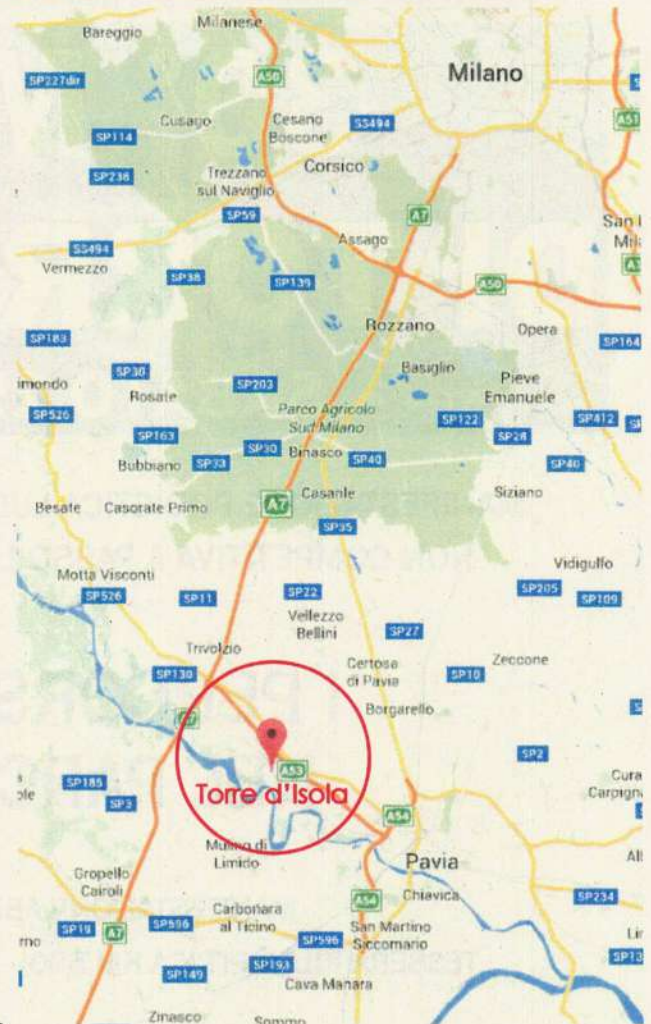 Milanese
Bareggio
Milano
A50
SP227dir
A51
Cusago
Cesano
Boscone
SS494
SP114
Corsico
Trezzano
sul Naviglio
SP236
SP59
A7
San
Assago
SS494
Vermezzo
SP38
SP139
A50
Rozzano
Opera
SP183
SP164
Basiglio
SP30
imondo
SP203
Pieve
Emanuele
Rosate
SP526
Parco Agricolo
Sud Milano
SP122
SP412
SP163
SP28
SP30
Binasco
Bubbiano
SP33
SP40
SP40
Casarile
Siziano
A7
Besate
Casorate Primo
SP35
Vidigulfo
Motta Visconti
SP526
SP11
SP22
SP205
SP109
Vellezzo
Bellini
SP27
Trivolzio
Certosa
di Pavia
Zeccone
SP130
SP10
Borgarello
A7
SP2
A53
Torre d'Isola
SP185
SP3
Cura
Carpign
A54
Mulino di
Limido
Pavia
Gropello
Cairoli
Chiavica
A54
SP234
Carbonara
al Ticino
San Martino
Siccomario
SP19
A7
SP596
SP596
SP193
SP149
Cava Manara
Zinasco
Sommo